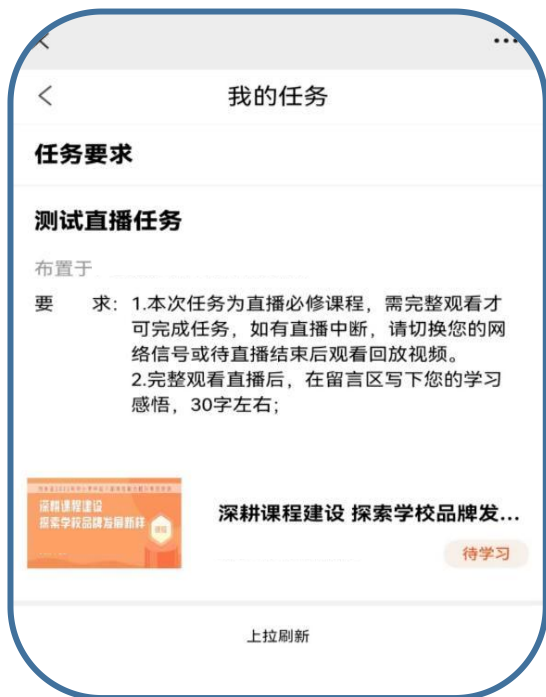 我的任务
任务要求
测试直播任务
布置于
要 求：1.本次任务为直播必修课程，需完整观看才
可完成任务，如有直播中断，请切换您的网
络信号或待直播结束后观看回放视频。
2.完整观看直播后，在留言区写下您的学习
感悟，30字左右；
深耕课程建设
探索学校品牌发展新样
深耕课程建设 探索学校品牌发...
待学习
上拉刷新